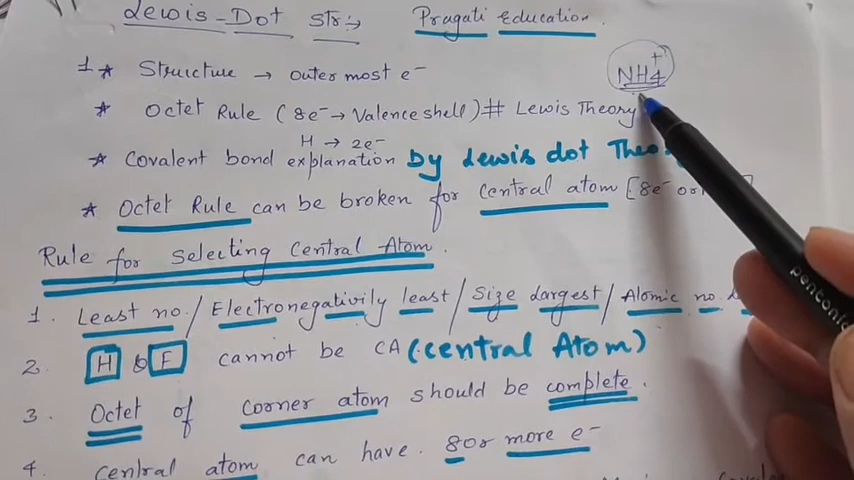 Lewis-Dot Str:- Pragati Education.
1 * Structure → outer most e⁻
NH4+
* Octet Rule (8e⁻ → Valence shell) # Lewis Theory
H → 2e⁻
* Covalent bond explanation by Lewis dot Theo
* Octet Rule can be broken for central atom [8e⁻ or
Rule for selecting Central Atom.
1. Least no. / Electronegativily least / Size largest / Atomic no.
2. H & F cannot be CA (central Atom)
3. Octet of corner atom should be complete.
4. Central atom can have. 8 or more e⁻
pencon